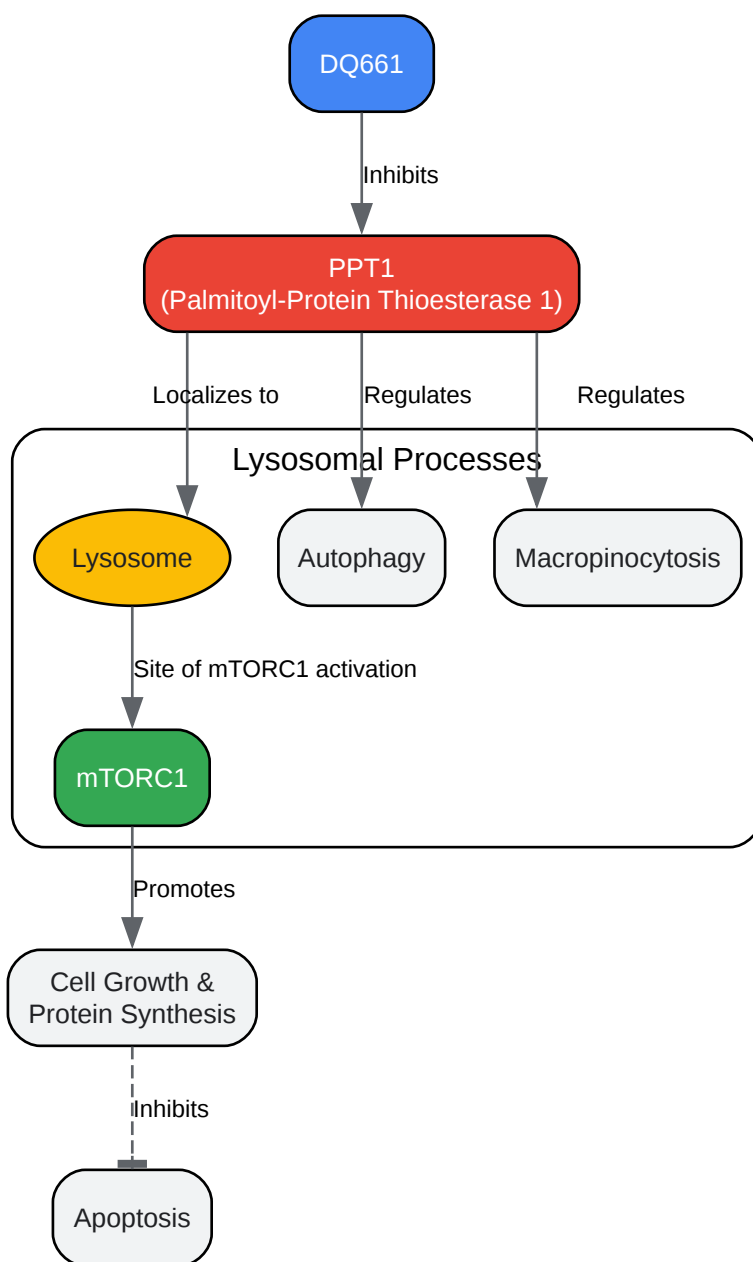 DQ661
Inhibits
PPT1
(Palmitoyl-Protein Thioesterase 1)
Localizes to
Regulates
Regulates
Lysosomal Processes
Lysosome
Autophagy
Macropinocytosis
Site of mTORC1 activation
mTORC1
Promotes
Cell Growth &
Protein Synthesis
Inhibits
Apoptosis